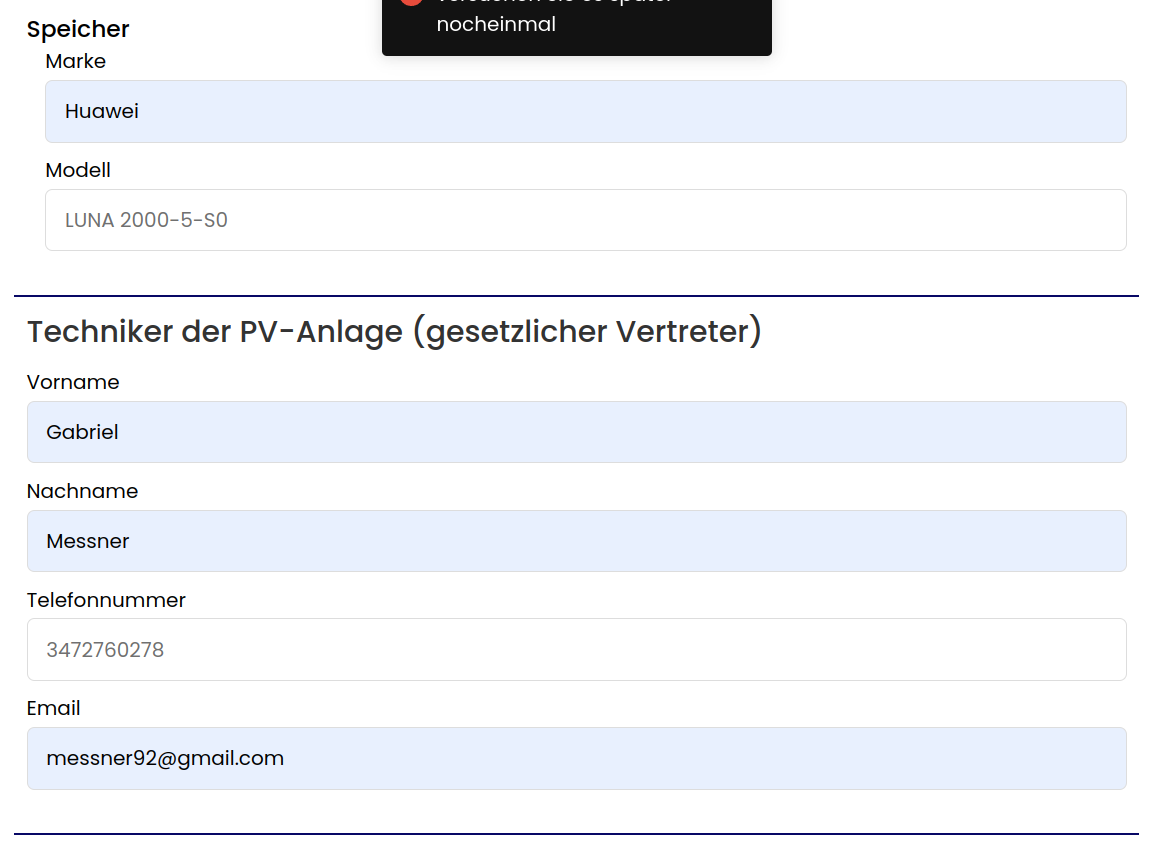 Speicher
nocheinmal
Marke
Huawei
Modell
LUNA 2000-5-S0
Techniker der PV-Anlage (gesetzlicher Vertreter)
Vorname
Gabriel
Nachname
Messner
Telefonnummer
3472760278
Email
messner92@gmail.com